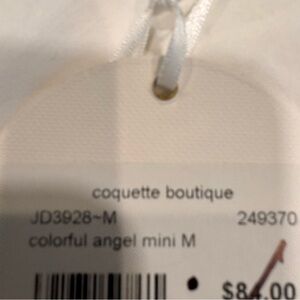 coquette boutique
JD3928~M 249370
colorful angel mini M
$84.00